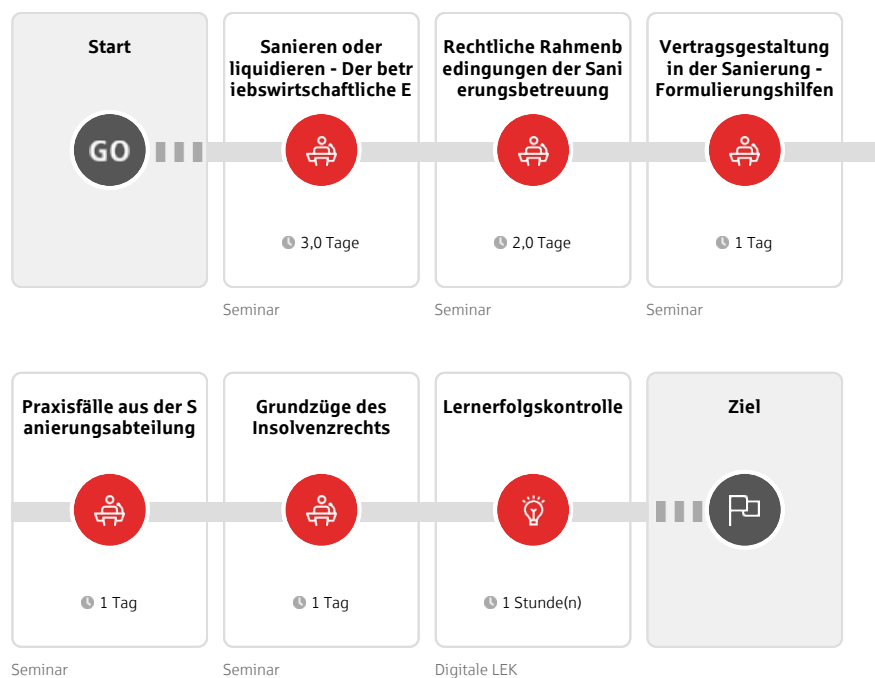 Start
GO
Sanieren oder
liquidieren - Der betr
iebswirtschaftliche E
3,0 Tage
Seminar
Rechtliche Rahmenb
edingungen der Sani
erungsbetreuung
2,0 Tage
Seminar
Vertragsgestaltung
in der Sanierung -
Formulierungshilfen
1 Tag
Seminar
Praxisfälle aus der S
anierungsabteilung
1 Tag
Seminar
Grundzüge des
Insolvenzrechts
1 Tag
Seminar
Lernerfolgskontrolle
1 Stunde(n)
Digitale LEK
Ziel